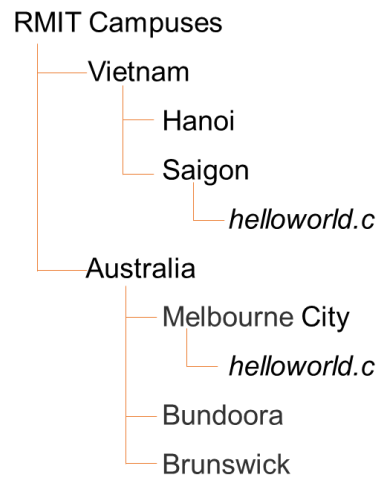 RMIT Campuses
Vietnam
Hanoi
Saigon
helloworld.c
Australia
Melbourne City
helloworld.c
Bundoora
Brunswick